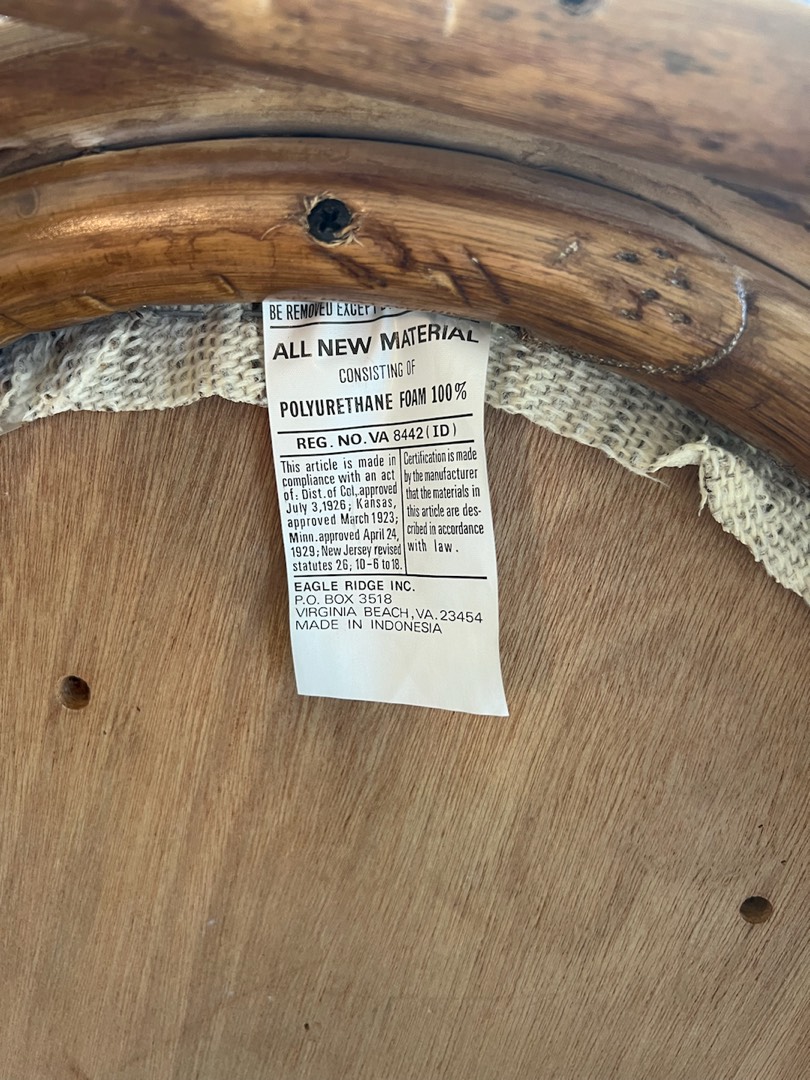 BE REMOVED EXCEPT
ALL NEW MATERIAL
CONSISTING OF
POLYURETHANE FOAM 100%
REG. NO. VA 8442 (ID)
This article is made in
compliance with an act
of: Dist. of Col., approved
July 3, 1926; Kansas,
approved March 1923;
Minn. approved April 24,
1929; New Jersey revised
statutes 26; 10-6 to 18.
Certification is made
by the manufacturer
that the materials in
this article are des-
cribed in accordance
with law.
EAGLE RIDGE INC.
P.O. BOX 3518
VIRGINIA BEACH, VA. 23454
MADE IN INDONESIA